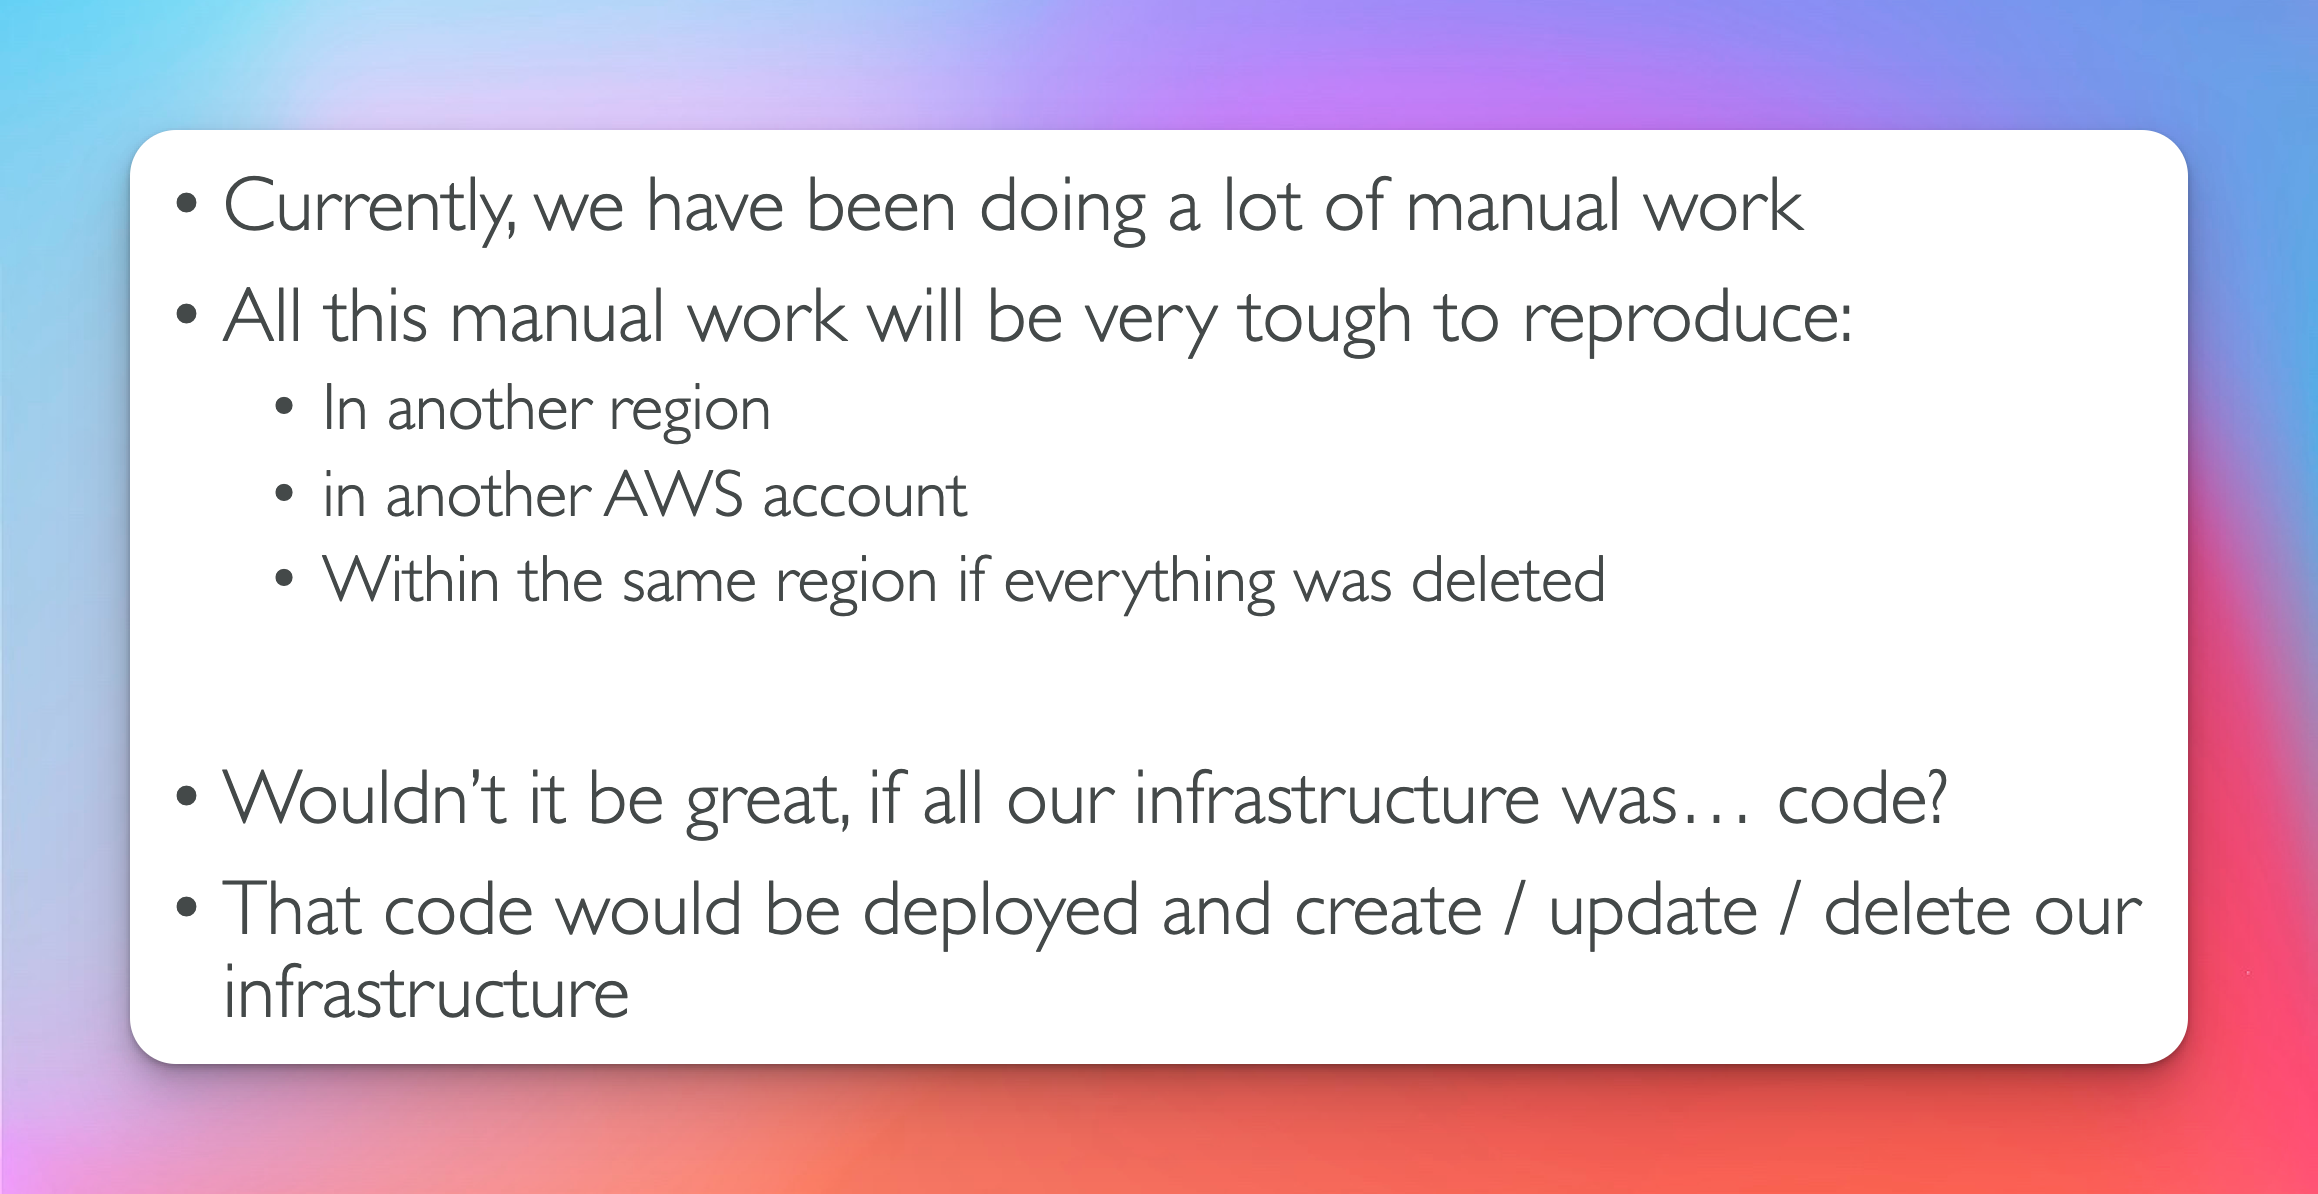 • Currently, we have been doing a lot of manual work
• All this manual work will be very tough to reproduce:
• In another region
• in another AWS account
• Within the same region if everything was deleted
• Wouldn’t it be great, if all our infrastructure was… code?
• That code would be deployed and create / update / delete our
infrastructure